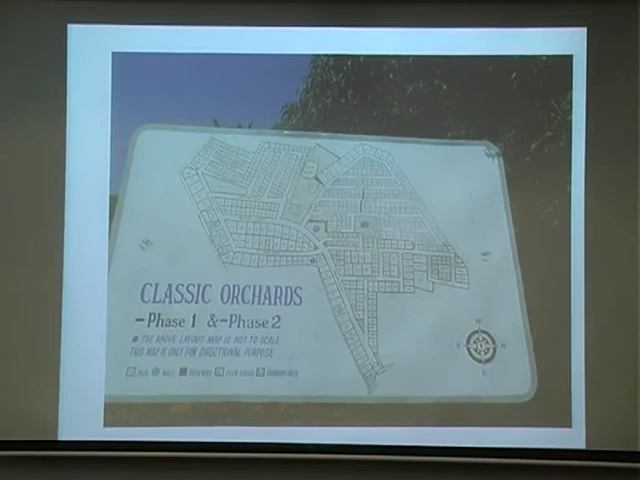 CLASSIC ORCHARDS
-Phase 1 &-Phase 2
● THE ABOVE LAYOUT MAP IS NOT TO SCALE
THIS MAP IS ONLY FOR DIRECTIONAL PURPOSE
W
N
E